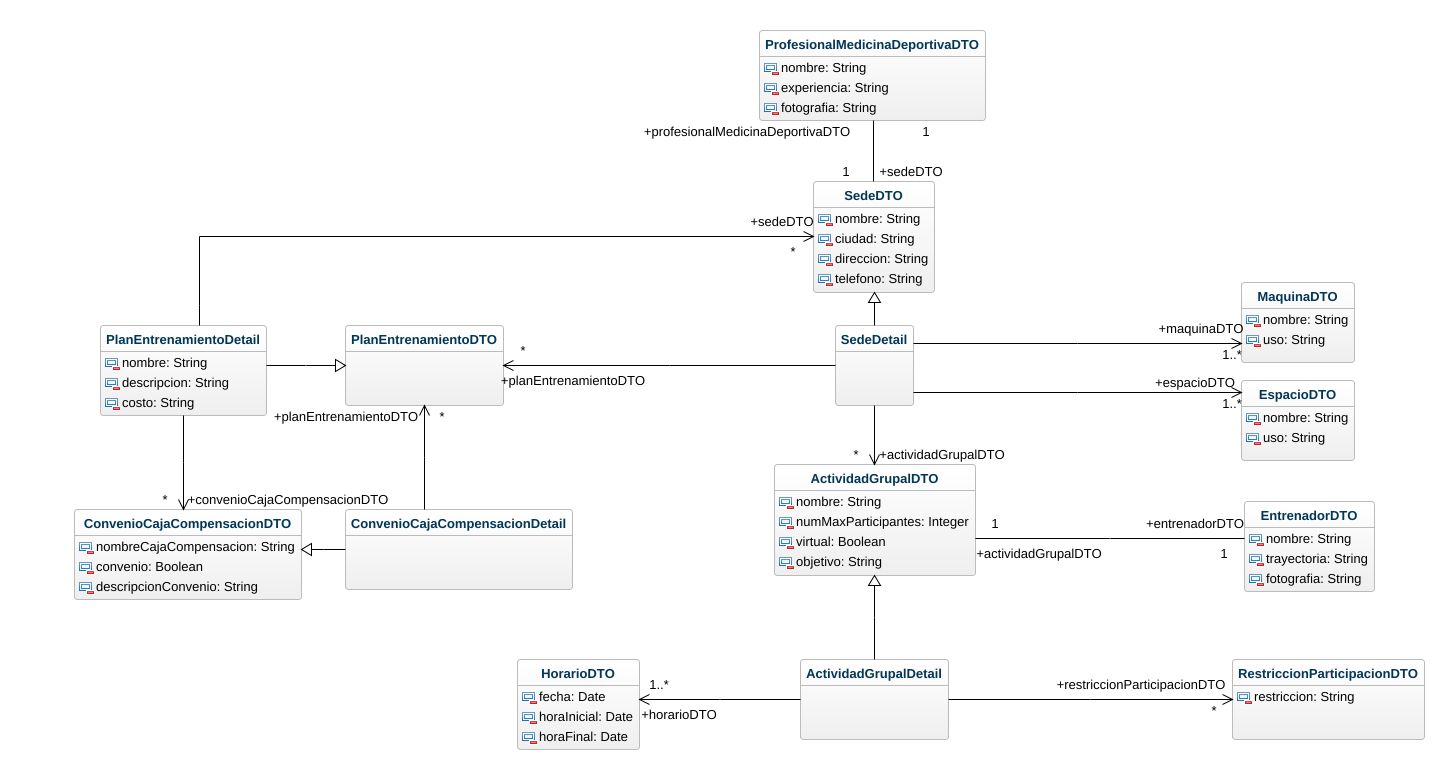 ProfesionalMedicinaDeportivaDTO
nombre: String
experiencia: String
fotografia: String
+profesionalMedicinaDeportivaDTO 1
1 +sedeDTO
SedeDTO
nombre: String
ciudad: String
direccion: String
telefono: String
+sedeDTO
*
PlanEntrenamientoDetail
nombre: String
descripcion: String
costo: String
PlanEntrenamientoDTO
*
+planEntrenamientoDTO
SedeDetail
+maquinaDTO
1..*
MaquinaDTO
nombre: String
uso: String
+espacioDTO
1..*
EspacioDTO
nombre: String
uso: String
+planEntrenamientoDTO *
* +actividadGrupalDTO
* +convenioCajaCompensacionDTO
ConvenioCajaCompensacionDTO
nombreCajaCompensacion: String
convenio: Boolean
descripcionConvenio: String
ConvenioCajaCompensacionDetail
ActividadGrupalDTO
nombre: String
numMaxParticipantes: Integer
virtual: Boolean
objetivo: String
1 +entrenadorDTO
+actividadGrupalDTO 1
EntrenadorDTO
nombre: String
trayectoria: String
fotografia: String
HorarioDTO
fecha: Date
horaInicial: Date
horaFinal: Date
1..*
+horarioDTO
ActividadGrupalDetail
+restriccionParticipacionDTO
*
RestriccionParticipacionDTO
restriccion: String